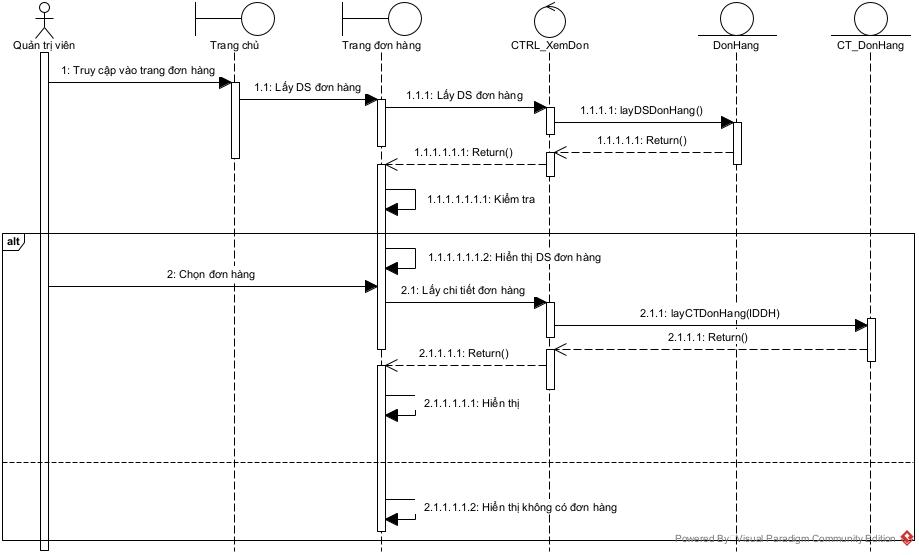 Quản trị viên
Trang chủ
Trang đơn hàng
CTRL_XemDon
DonHang
CT_DonHang
1: Truy cập vào trang đơn hàng
1.1: Lấy DS đơn hàng
1.1.1: Lấy DS đơn hàng
1.1.1.1: layDSDonHang()
1.1.1.1.1: Return()
1.1.1.1.1.1: Return()
1.1.1.1.1.1.1: Kiểm tra
alt
1.1.1.1.1.1.2: Hiển thị DS đơn hàng
2: Chọn đơn hàng
2.1: Lấy chi tiết đơn hàng
2.1.1: layCTDonHang(IDDH)
2.1.1.1: Return()
2.1.1.1.1: Return()
2.1.1.1.1.1: Hiển thị
2.1.1.1.1.2: Hiển thị không có đơn hàng
Powered By: Visual Paradigm Community Edition